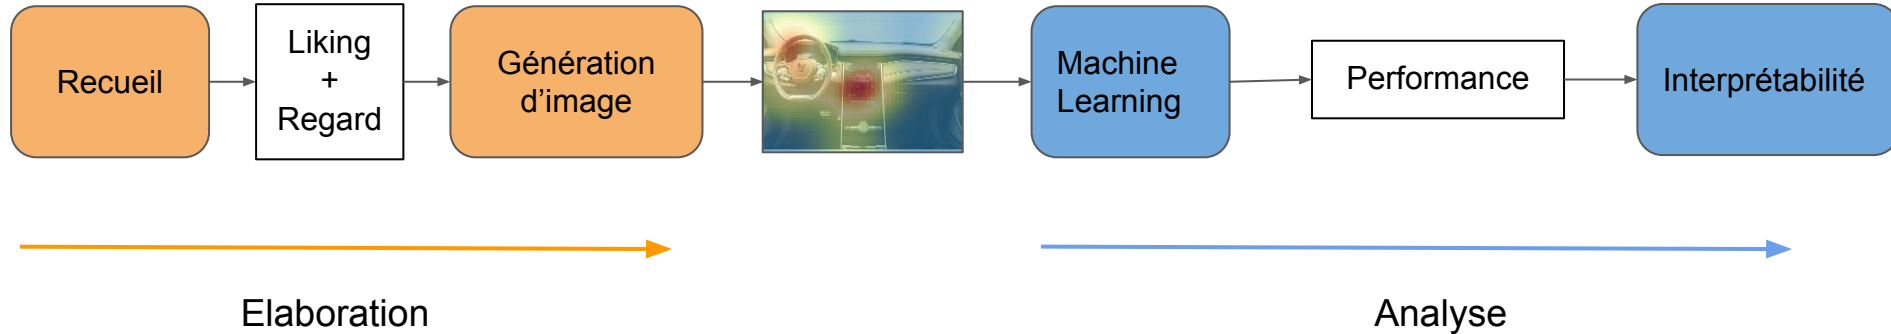 Recueil
Liking
+
Regard
Génération
d’image
Machine
Learning
Performance
Interprétabilité
Elaboration
Analyse